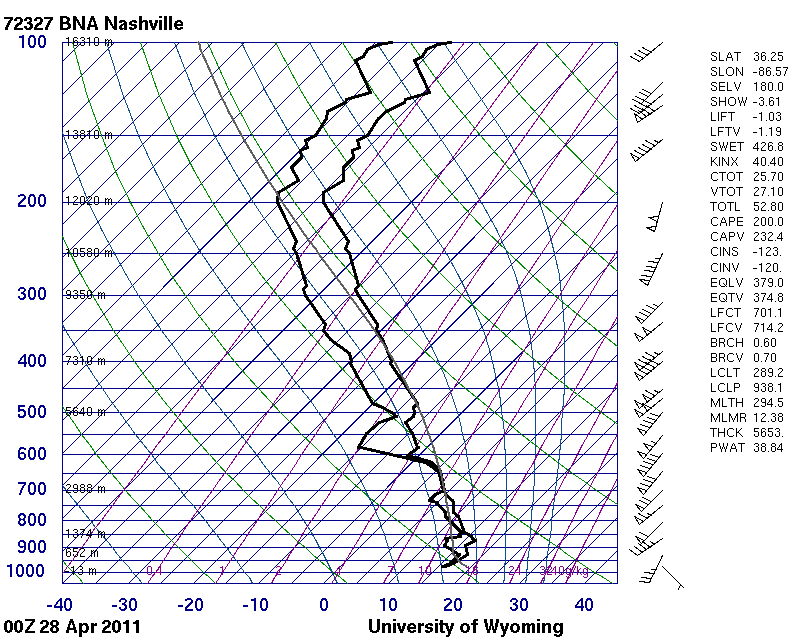 72327 BNA Nashville
100 16310 m
13810 m
200 12020 m
10580 m
300 9350 m
400 7310 m
500 5640 m
600
700 2988 m
800 1374 m
900 652 m
1000 -13 m 0.4 1 2 4 7 10 16 24 32 40g/kg
-40 -30 -20 -10 0 10 20 30 40
00Z 28 Apr 2011 University of Wyoming
SLAT 36.25
SLON -86.57
SELV 180.0
SHOW -3.61
LIFT -1.03
LFTV -1.19
SWET 426.8
KINX 40.40
CTOT 25.70
VTOT 27.10
TOTL 52.80
CAPE 200.0
CAPV 232.4
CINS -123.
CINV -120.
EQLV 379.0
EQTV 374.8
LFCT 701.1
LFCV 714.2
BRCH 0.60
BRCV 0.70
LCLT 289.2
LCLP 938.1
MLTH 294.5
MLMR 12.38
THCK 5653.
PWAT 38.84